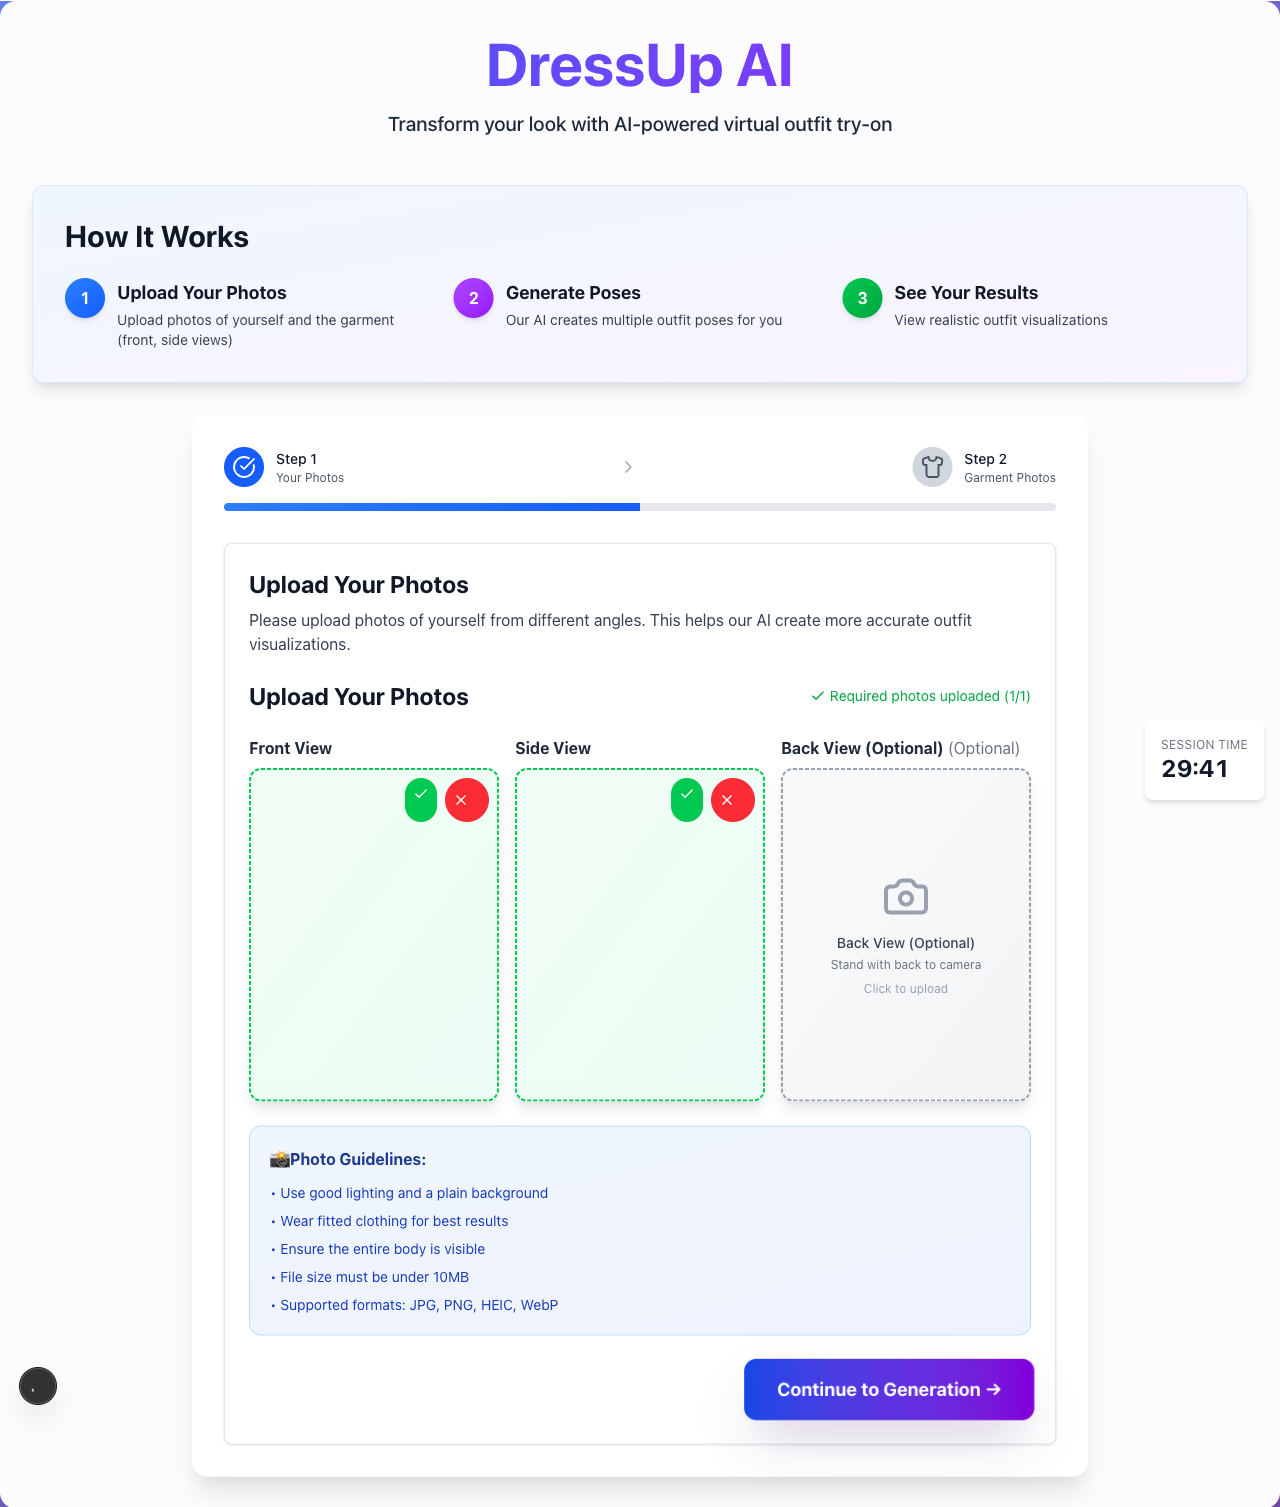 DressUp AI
Transform your look with AI-powered virtual outfit try-on
How It Works
1
Upload Your Photos
Upload photos of yourself and the garment
(front, side views)
2
Generate Poses
Our AI creates multiple outfit poses for you
3
See Your Results
View realistic outfit visualizations
Step 1
Your Photos
Step 2
Garment Photos
Upload Your Photos
Please upload photos of yourself from different angles. This helps our AI create more accurate outfit
visualizations.
Upload Your Photos
Required photos uploaded (1/1)
Front View
Side View
Back View (Optional) (Optional)
Back View (Optional)
Stand with back to camera
Click to upload
SESSION TIME
29:41
📸Photo Guidelines:
• Use good lighting and a plain background
• Wear fitted clothing for best results
• Ensure the entire body is visible
• File size must be under 10MB
• Supported formats: JPG, PNG, HEIC, WebP
Continue to Generation →